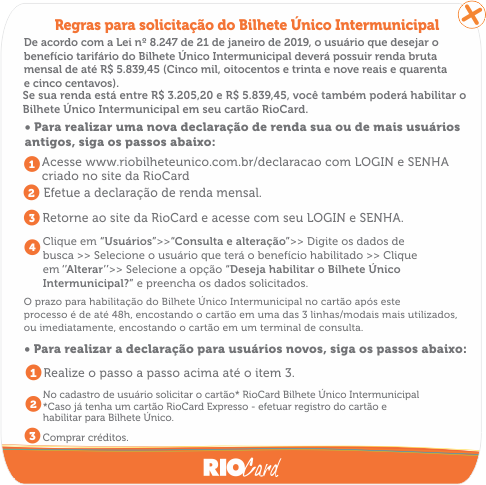 Regras para solicitação do Bilhete Único Intermunicipal
De acordo com a Lei nº 8.247 de 21 de janeiro de 2019, o usuário que desejar o
benefício tarifário do Bilhete Único Intermunicipal deverá possuir renda bruta
mensal de até R$ 5.839,45 (Cinco mil, oitocentos e trinta e nove reais e quarenta
e cinco centavos).
Se sua renda está entre R$ 3.205,20 e R$ 5.839,45, você também poderá habilitar o
Bilhete Único Intermunicipal em seu cartão RioCard.
• Para realizar uma nova declaração de renda sua ou de mais usuários
antigos, siga os passos abaixo:
1 Acesse www.riobilheteunico.com.br/declaracao com LOGIN e SENHA
criado no site da RioCard
2 Efetue a declaração de renda mensal.
3 Retorne ao site da RioCard e acesse com seu LOGIN e SENHA.
4 Clique em "Usuários">>"Consulta e alteração">> Digite os dados de
busca >> Selecione o usuário que terá o benefício habilitado >> Clique
em "Alterar">> Selecione a opção "Deseja habilitar o Bilhete Único
Intermunicipal?" e preencha os dados solicitados.
O prazo para habilitação do Bilhete Único Intermunicipal no cartão após este
processo é de até 48h, encostando o cartão em uma das 3 linhas/modais mais utilizados,
ou imediatamente, encostando o cartão em um terminal de consulta.
• Para realizar a declaração para usuários novos, siga os passos abaixo:
1 Realize o passo a passo acima até o item 3.
2 No cadastro de usuário solicitar o cartão* RioCard Bilhete Único Intermunicipal
*Caso já tenha um cartão RioCard Expresso - efetuar registro do cartão e
habilitar para Bilhete Único.
3 Comprar créditos.
RIOCard